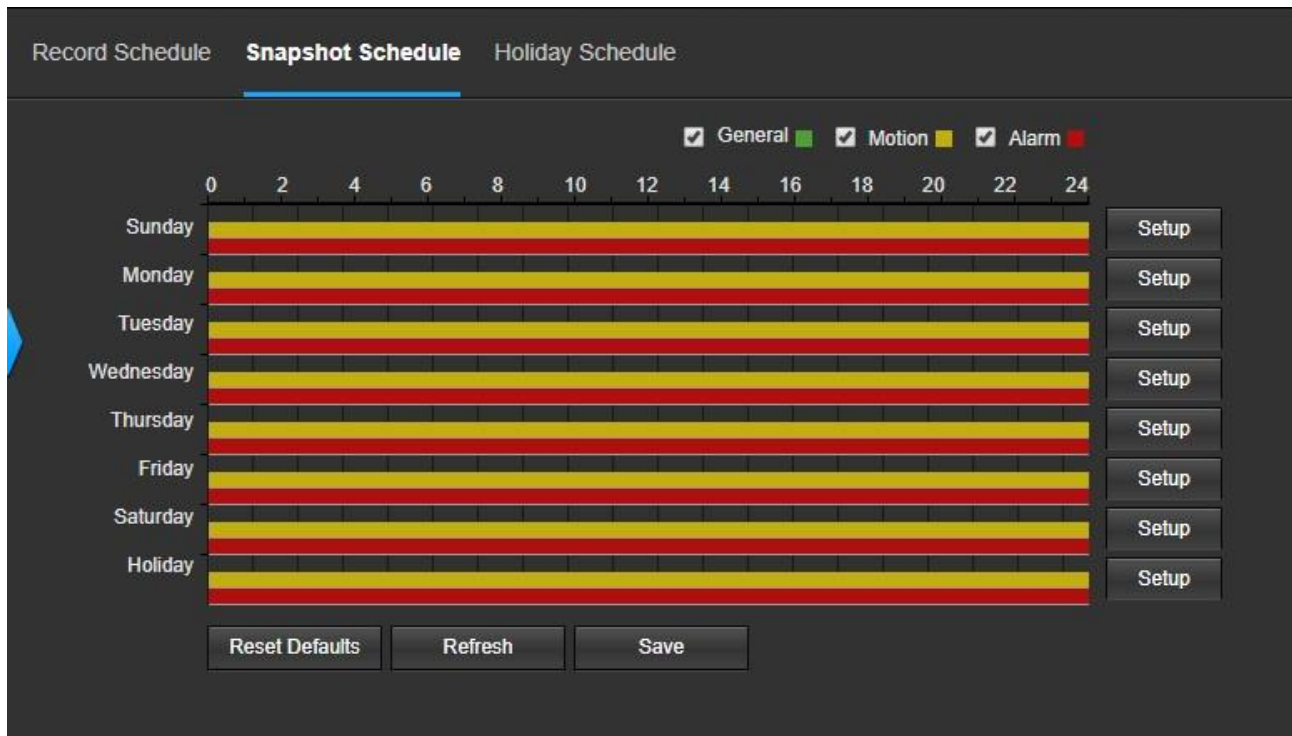 Record Schedule Snapshot Schedule Holiday Schedule
General Motion Alarm
0 2 4 6 8 10 12 14 16 18 20 22 24
Sunday Setup
Monday Setup
Tuesday Setup
Wednesday Setup
Thursday Setup
Friday Setup
Saturday Setup
Holiday Setup
Reset Defaults Refresh Save